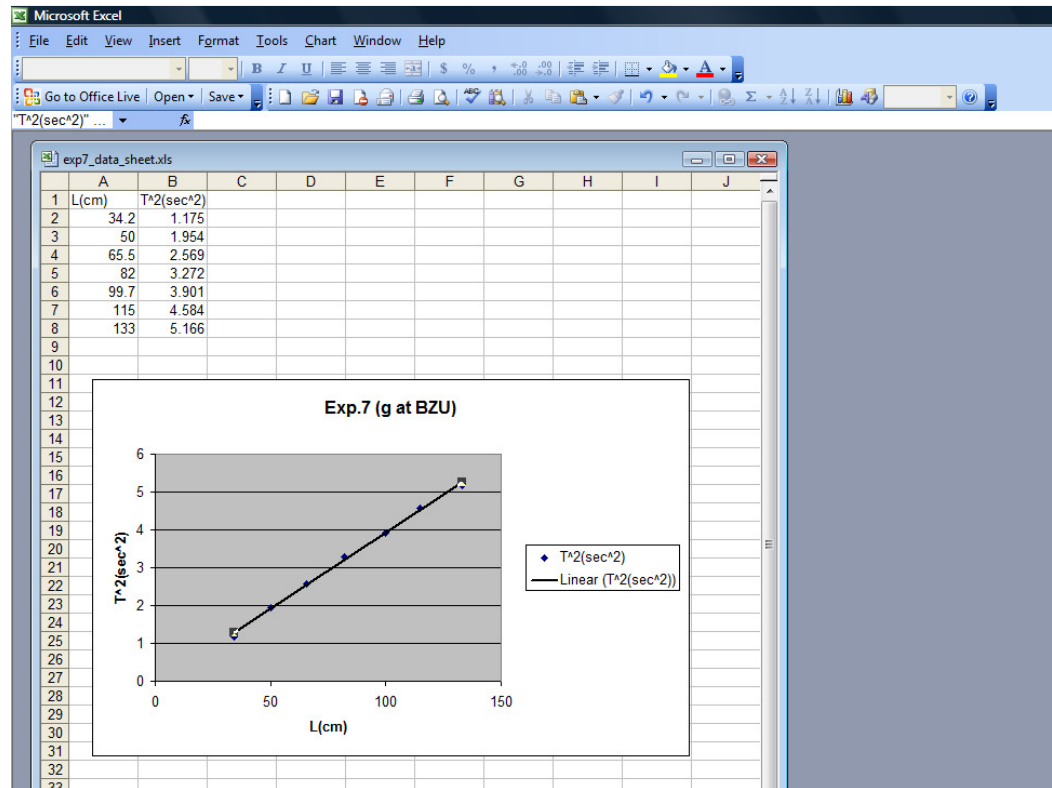 Microsoft Excel
File Edit View Insert Format Tools Chart Window Help
B I U $ % , .00 A
Go to Office Live Open Save Σ
"T^2(sec^2)" ... fx
exp7_data_sheet.xls
A B C D E F G H I J
1 L(cm) T^2(sec^2)
2 34.2 1.175
3 50 1.954
4 65.5 2.569
5 82 3.272
6 99.7 3.901
7 115 4.584
8 133 5.166
9
10
11
12
13
14
15
16
17
18
19
20
21
22
23
24
25
26
27
28
29
30
31
32
33
Exp.7 (g at BZU)
6
5
4
3
2
1
0
T^2(sec^2)
0 50 100 150
L(cm)
T^2(sec^2)
Linear (T^2(sec^2))